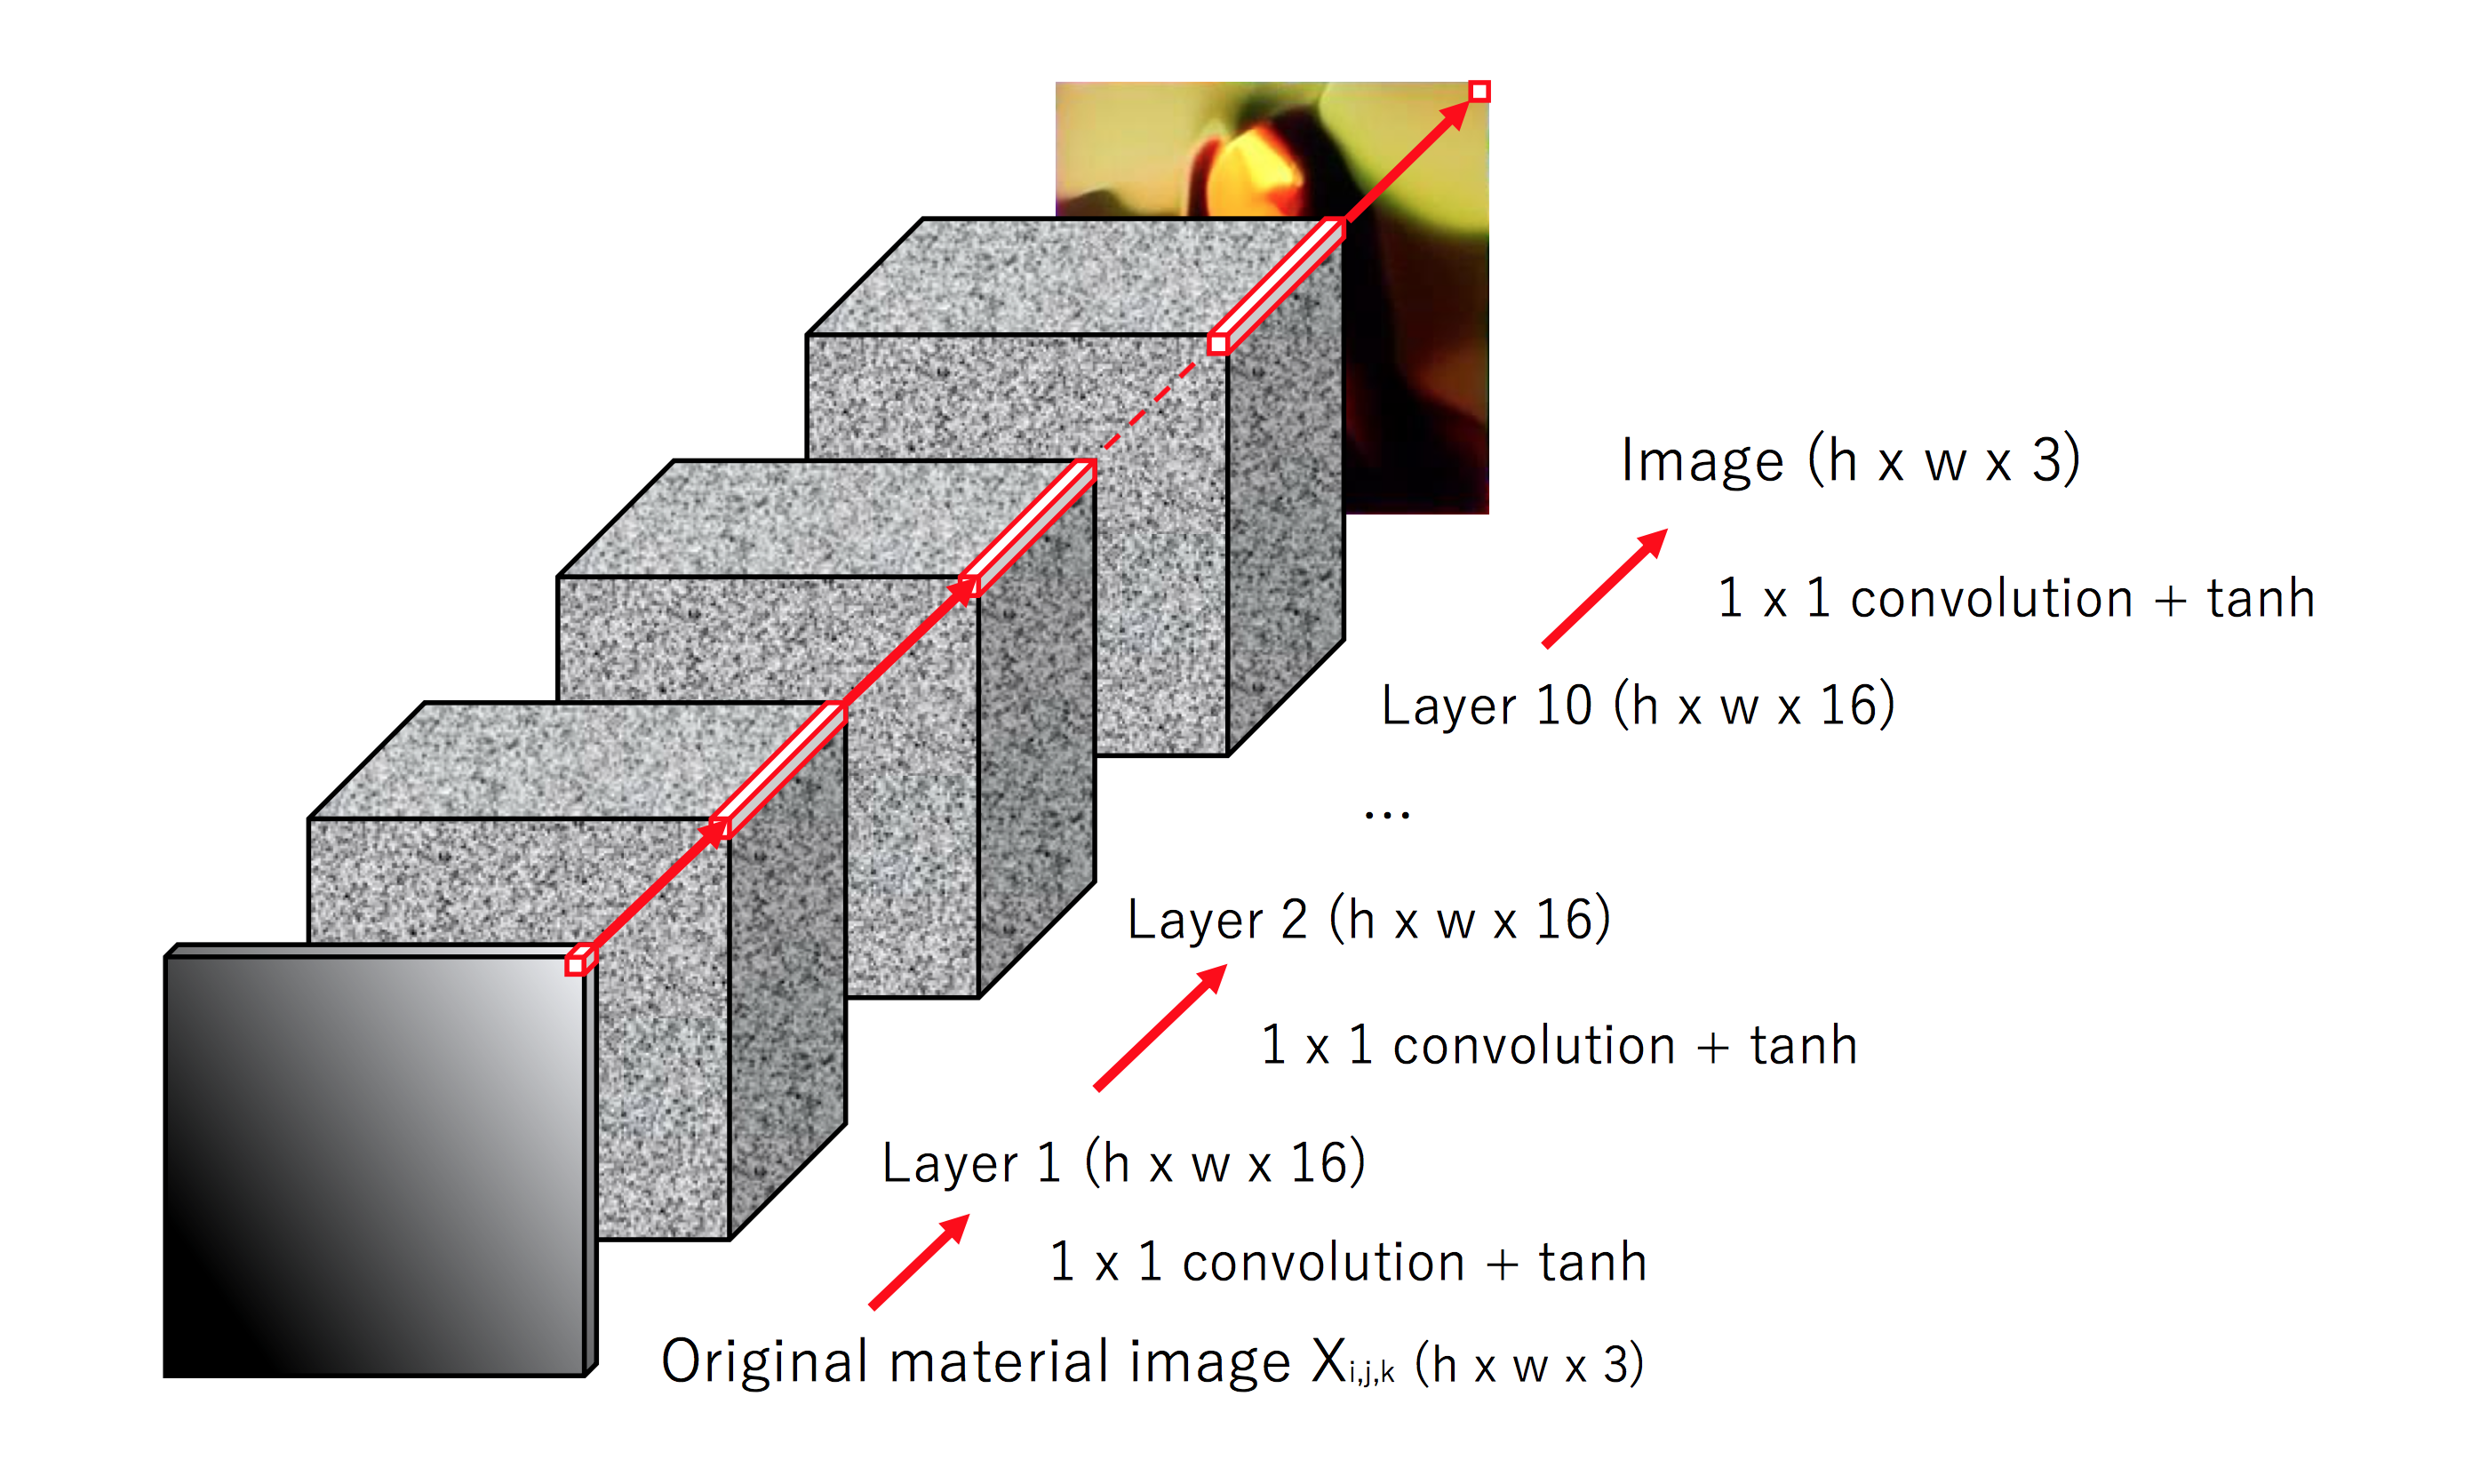 Image (h x w x 3)
1 x 1 convolution + tanh
Layer 10 (h x w x 16)
...
Layer 2 (h x w x 16)
1 x 1 convolution + tanh
Layer 1 (h x w x 16)
1 x 1 convolution + tanh
Original material image Xi,j,k (h x w x 3)